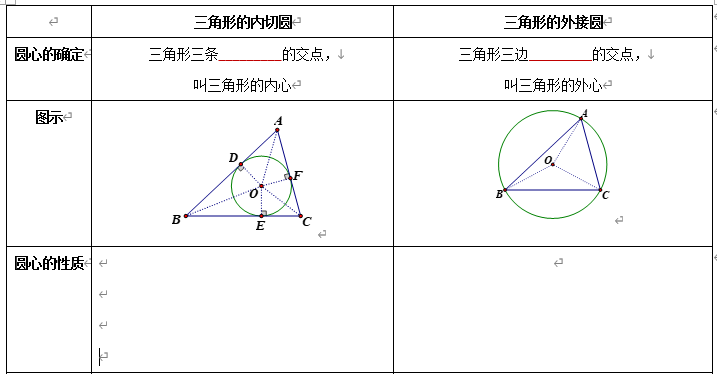 三角形的内切圆 三角形的外接圆
圆心的确定 三角形三条_________的交点， 三角形三边_________的交点，
叫三角形的内心 叫三角形的外心
图示
A
D
F
O
B
E
C
A
O
B
C
圆心的性质